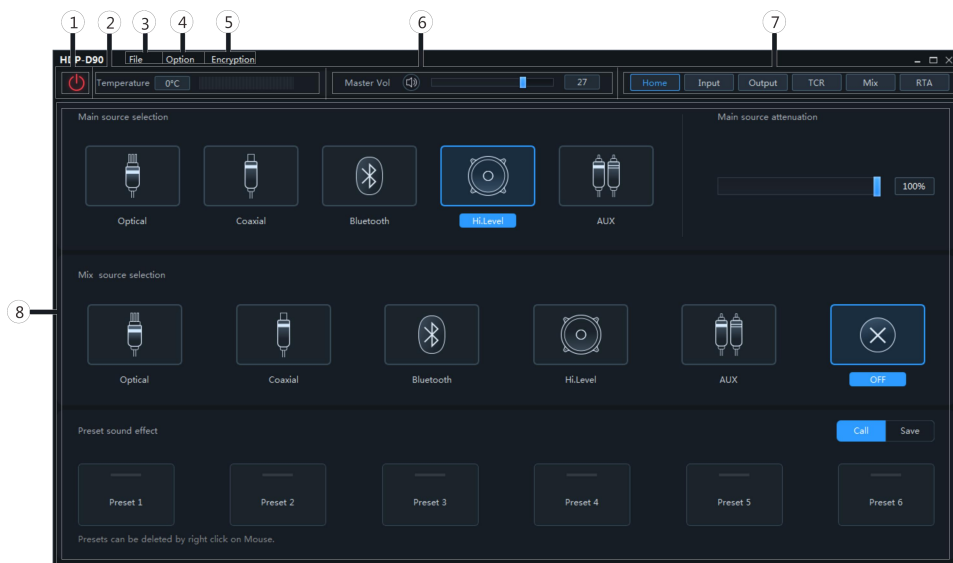 1 2 3 4 5 6 7
HDP-D90 File Option Encryption
Temperature 0°C Master Vol 27 Home Input Output TCR Mix RTA
Main source selection Main source attenuation
100%
Optical Coaxial Bluetooth Hi.Level AUX
Mix source selection
8
Optical Coaxial Bluetooth Hi.Level AUX OFF
Preset sound effect Call Save
Preset 1 Preset 2 Preset 3 Preset 4 Preset 5 Preset 6
Presets can be deleted by right click on Mouse.